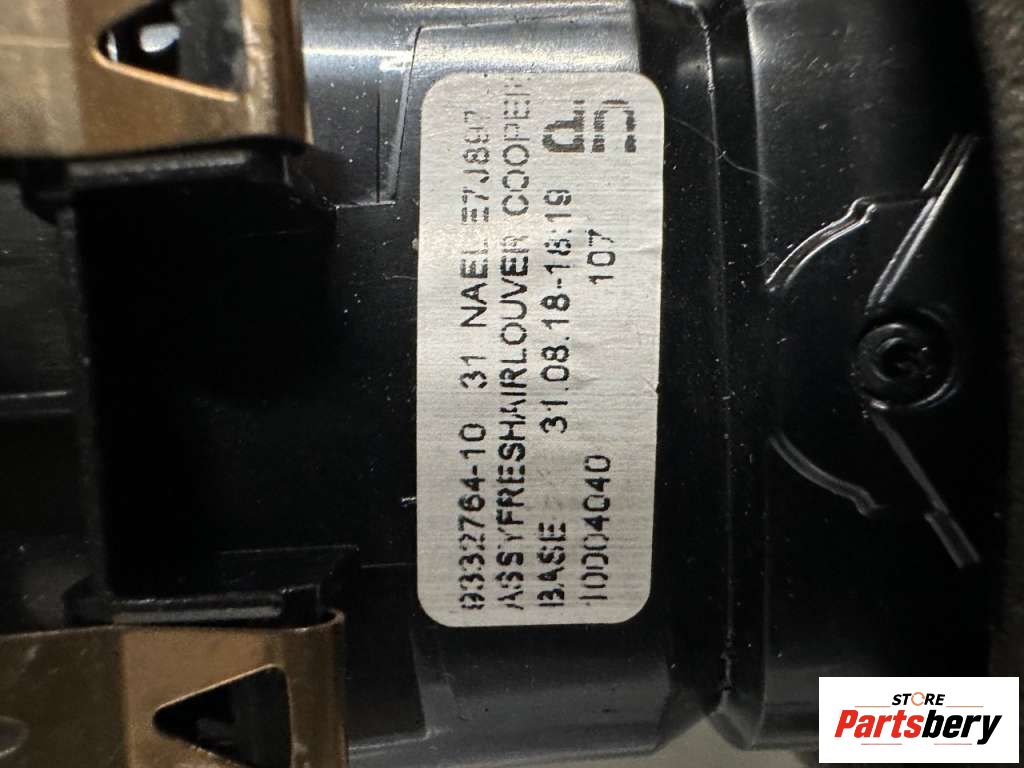 9332764-10 31 NAEL E7J897
ASSYFRESHAIRLOUVER COOPER
BASE 31.08.18-18:19
10004040 107
STORE
Partsbery